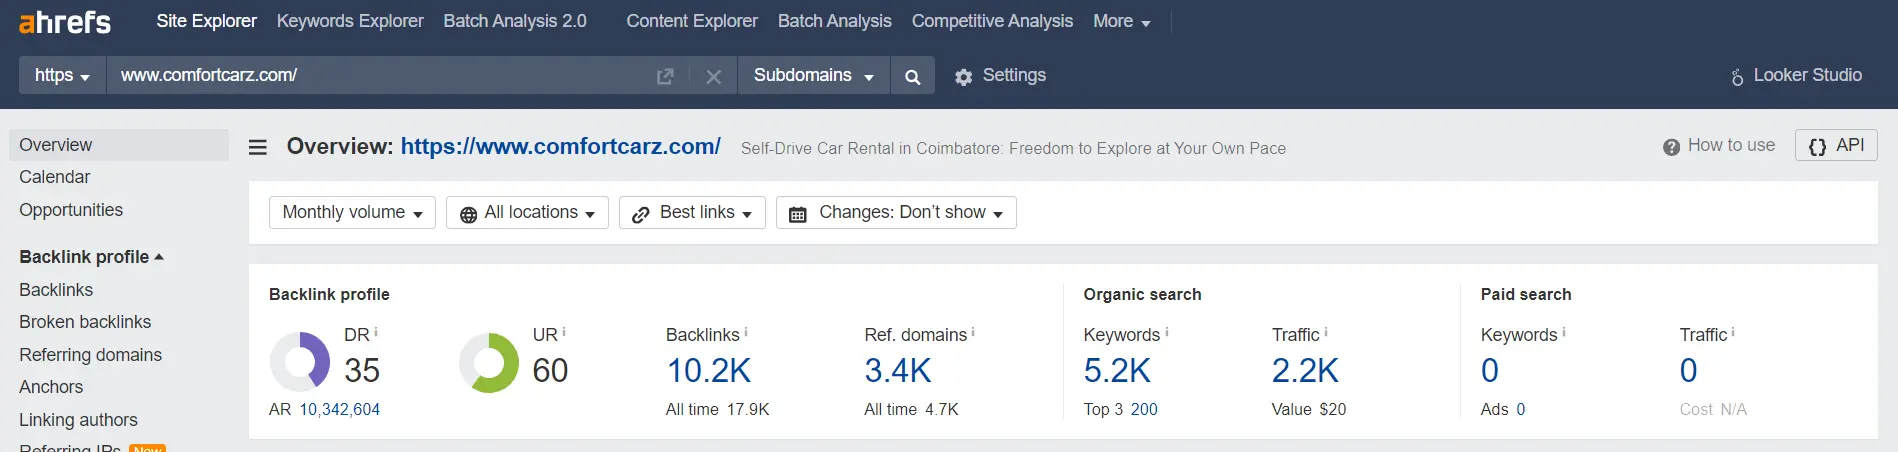 ahrefs Site Explorer Keywords Explorer Batch Analysis 2.0 Content Explorer Batch Analysis Competitive Analysis More
https www.comfortcarz.com/ Subdomains Settings Looker Studio
Overview
Calendar
Opportunities
Backlink profile
Backlinks
Broken backlinks
Referring domains
Anchors
Linking authors
Referring IPs New
Overview: https://www.comfortcarz.com/ Self-Drive Car Rental in Coimbatore: Freedom to Explore at Your Own Pace How to use API
Monthly volume All locations Best links Changes: Don't show
Backlink profile
DR
35
AR 10,342,604
UR
60
Backlinks
10.2K
All time 17.9K
Ref. domains
3.4K
All time 4.7K
Organic search
Keywords
5.2K
Top 3 200
Traffic
2.2K
Value $20
Paid search
Keywords
0
Ads 0
Traffic
0
Cost N/A